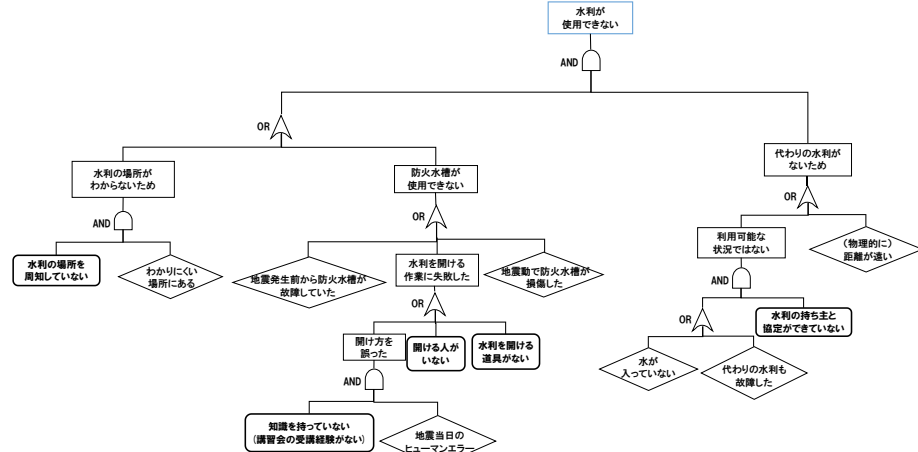 水利が
使用できない
AND
OR
水利の場所が
わからないため
防火水槽が
使用できない
代わりの水利が
ないため
AND
OR
OR
水利の場所を
周知していない
わかりにくい
場所にある
地震発生前から防火水槽が
故障していた
水利を開ける
作業に失敗した
地震動で防火水槽が
損傷した
利用可能な
状況ではない
(物理的に)
距離が遠い
OR
AND
開け方を
誤った
開ける人が
いない
水利を開ける
道具がない
OR
水利の持ち主と
協定ができていない
AND
水が
入っていない
代わりの水利も
故障した
知識を持っていない
(講習会の受講経験がない)
地震当日の
ヒューマンエラー